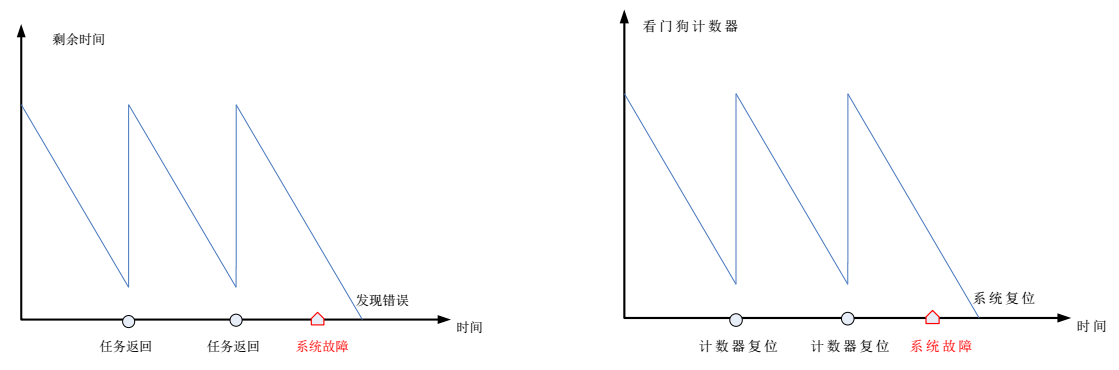 剩余时间
发现错误
时间
任务返回
任务返回
系统故障
看门狗计数器
系统复位
时间
计数器复位
计数器复位
系统故障